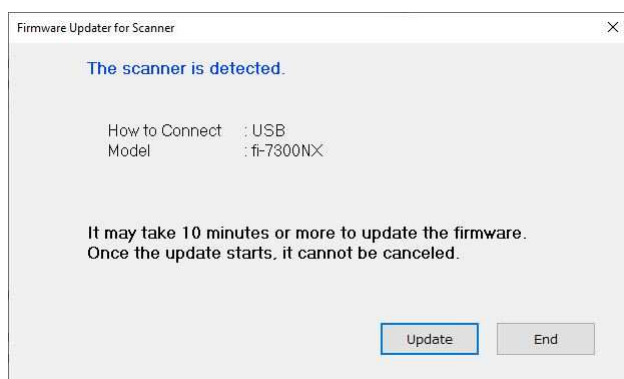 Firmware Updater for Scanner
The scanner is detected.
How to Connect : USB
Model : fi-7300NX
It may take 10 minutes or more to update the firmware.
Once the update starts, it cannot be canceled.
Update End